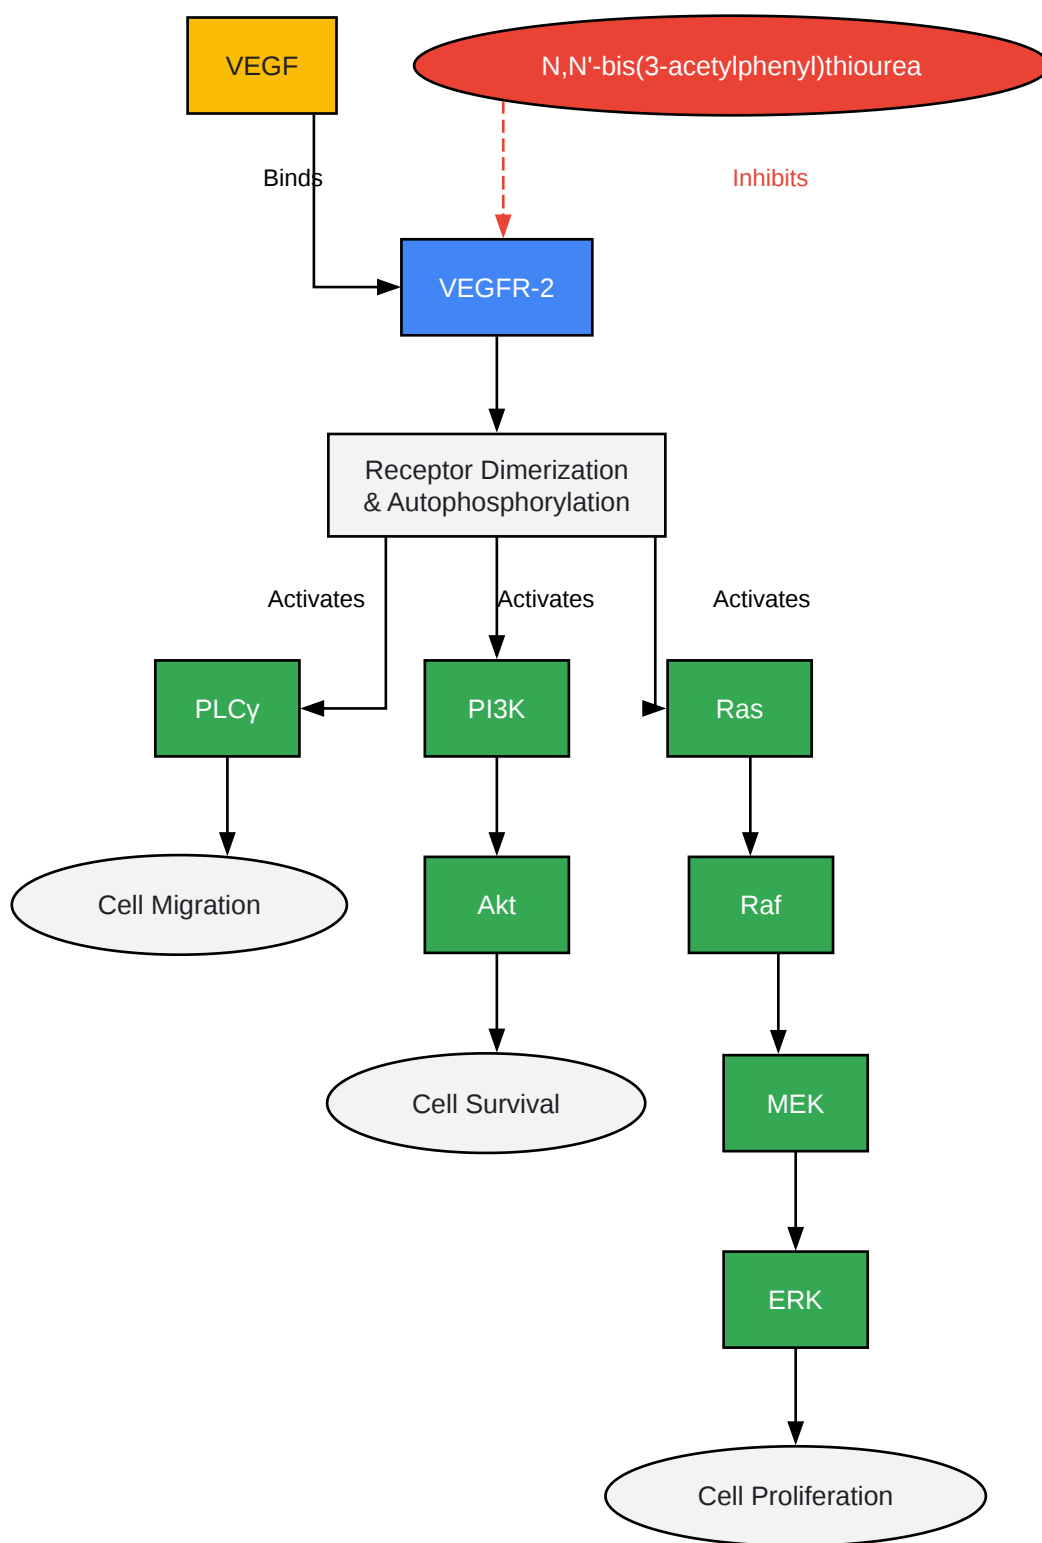 VEGF
N,N'-bis(3-acetylphenyl)thiourea
Binds
Inhibits
VEGFR-2
Receptor Dimerization
& Autophosphorylation
Activates
Activates
Activates
PLCγ
PI3K
Ras
Cell Migration
Akt
Raf
Cell Survival
MEK
ERK
Cell Proliferation